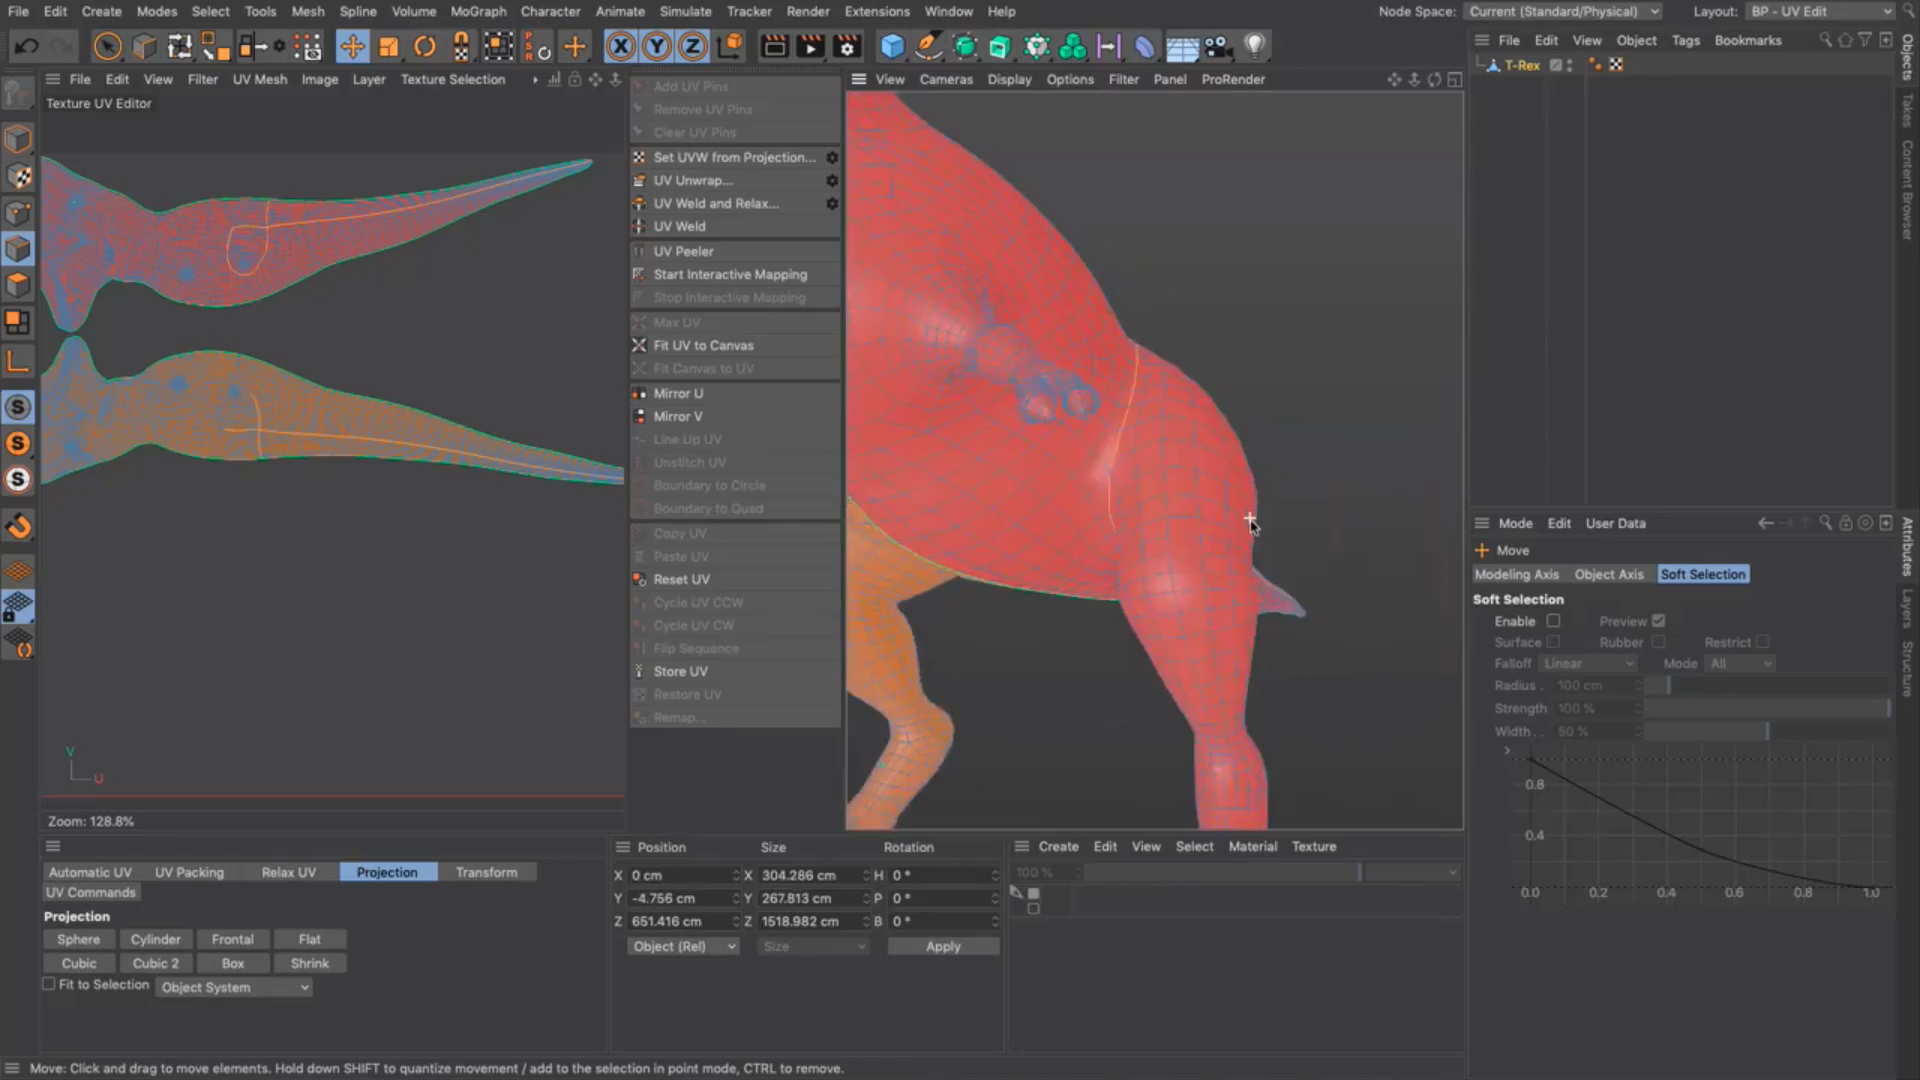 File Edit Create Modes Select Tools Mesh Spline Volume MoGraph Character Animate Simulate Tracker Render Extensions Window Help Node Space: Current (Standard/Physical) Layout: BP - UV Edit
PSR X Y Z
File Edit View Filter UV Mesh Image Layer Texture Selection
Texture UV Editor
V
U
Zoom: 128.8%
S
S
S
Add UV Pins
Remove UV Pins
Clear UV Pins
Set UVW from Projection...
UV Unwrap...
UV Weld and Relax...
UV Weld
UV Peeler
Start Interactive Mapping
Stop Interactive Mapping
Max UV
Fit UV to Canvas
Fit Canvas to UV
Mirror U
Mirror V
Line Up UV
Unstitch UV
Boundary to Circle
Boundary to Quad
Copy UV
Paste UV
Reset UV
Cycle UV CCW
Cycle UV CW
Flip Sequence
Store UV
Restore UV
Remap...
View Cameras Display Options Filter Panel ProRender
File Edit View Object Tags Bookmarks
T-Rex
Objects
Takes
Content Browser
Mode Edit User Data
Move
Modeling Axis Object Axis Soft Selection
Soft Selection
Enable Preview
Surface Rubber Restrict
Falloff Linear Mode All
Radius . 100 cm
Strength 100 %
Width . . 50 %
0.8
0.4
0.0 0.2 0.4 0.6 0.8 1.0
Attributes
Layers
Structure
Automatic UV UV Packing Relax UV Projection Transform
UV Commands
Projection
Sphere Cylinder Frontal Flat
Cubic Cubic 2 Box Shrink
Fit to Selection Object System
Position Size Rotation
X 0 cm X 304.286 cm H 0 °
Y -4.756 cm Y 267.813 cm P 0 °
Z 651.416 cm Z 1518.982 cm B 0 °
Object (Rel) Size Apply
Create Edit View Select Material Texture
100 %
Move: Click and drag to move elements. Hold down SHIFT to quantize movement / add to the selection in point mode, CTRL to remove.